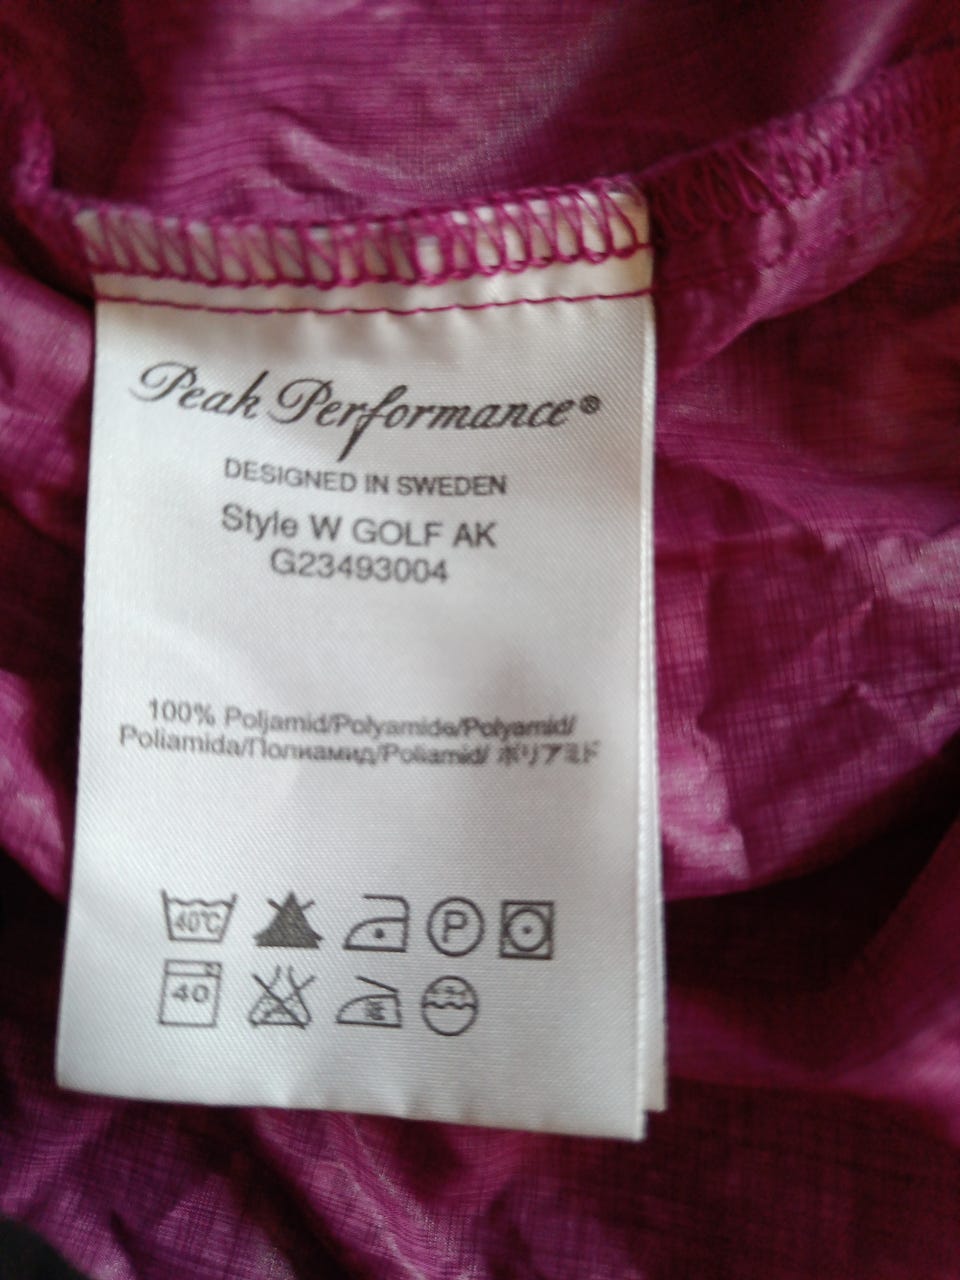 Peak Performance®
DESIGNED IN SWEDEN
Style W GOLF AK
G23493004
100% Poljamid/Polyamide/Polyamid/
Poliamida/Полиамид/Poliamid/ ポリアミド
40°C
P
40